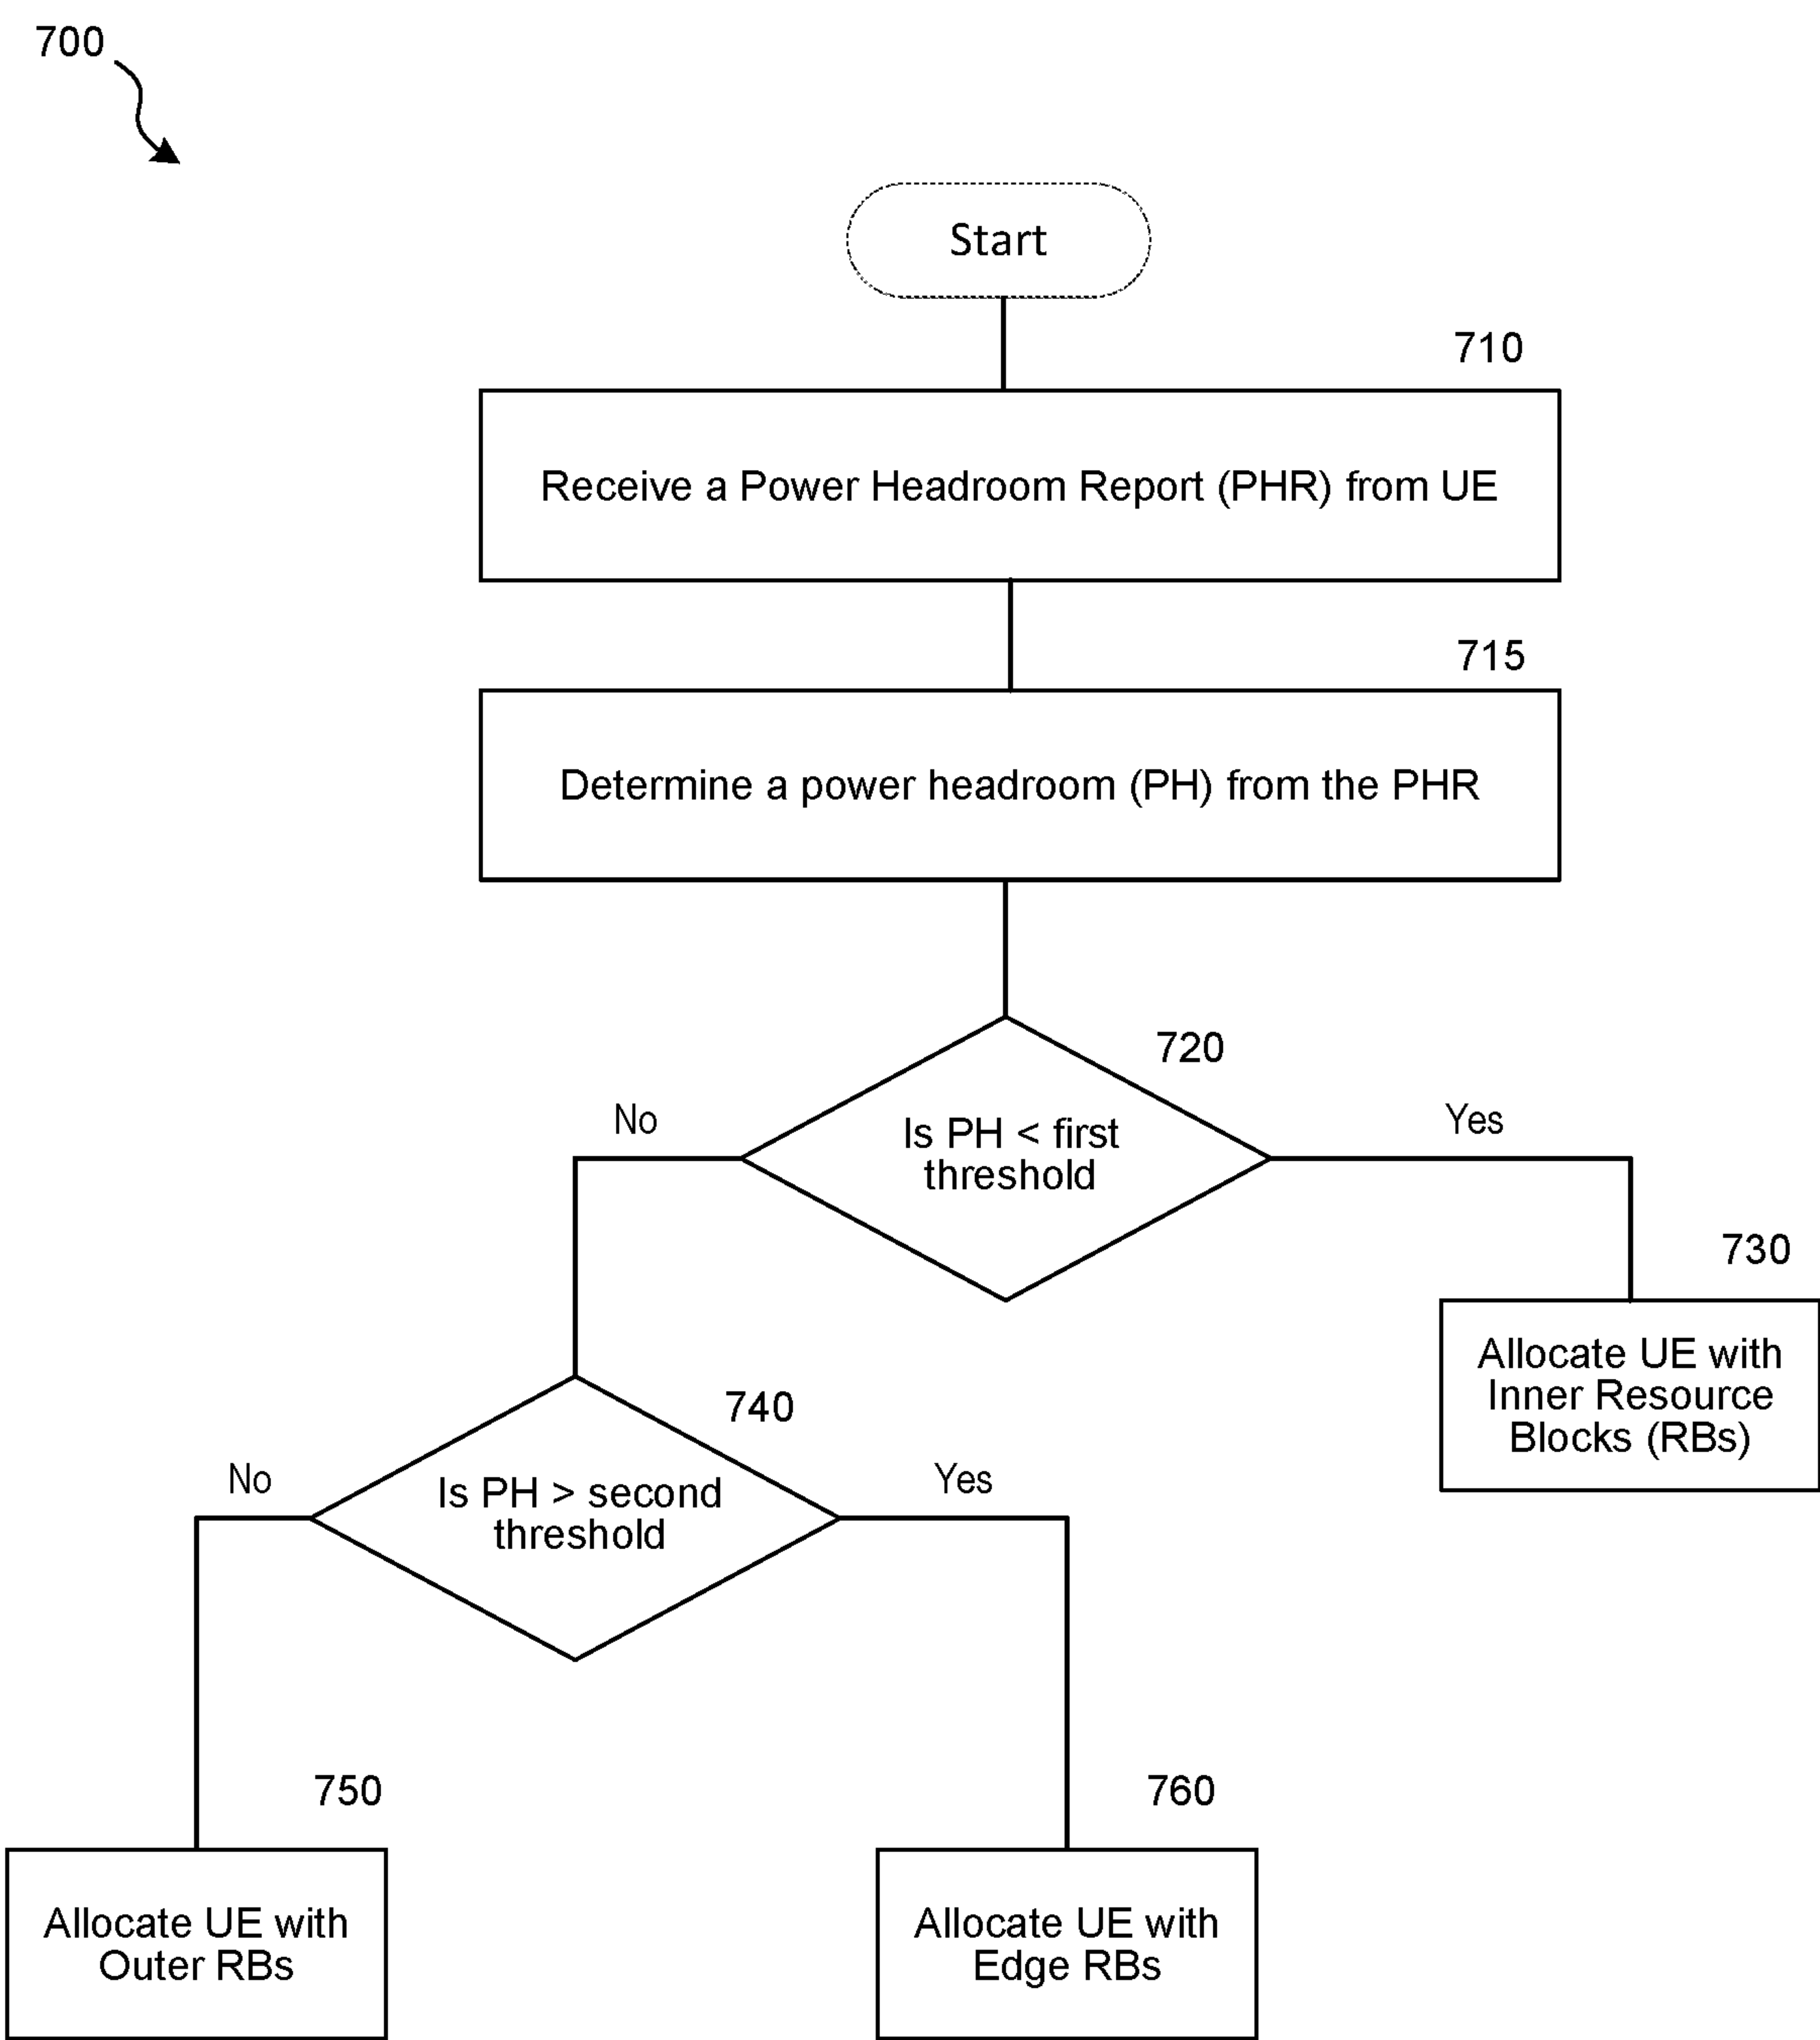 700
Start
710
Receive a Power Headroom Report (PHR) from UE
715
Determine a power headroom (PH) from the PHR
720
No
Is PH < first
threshold
Yes
730
Allocate UE with
Inner Resource
Blocks (RBs)
740
No
Is PH > second
threshold
Yes
750
Allocate UE with
Outer RBs
760
Allocate UE with
Edge RBs